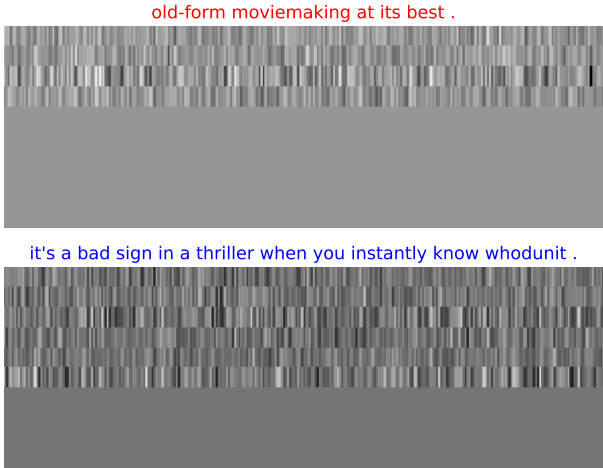 old-form moviemaking at its best .
it's a bad sign in a thriller when you instantly know whodunit .